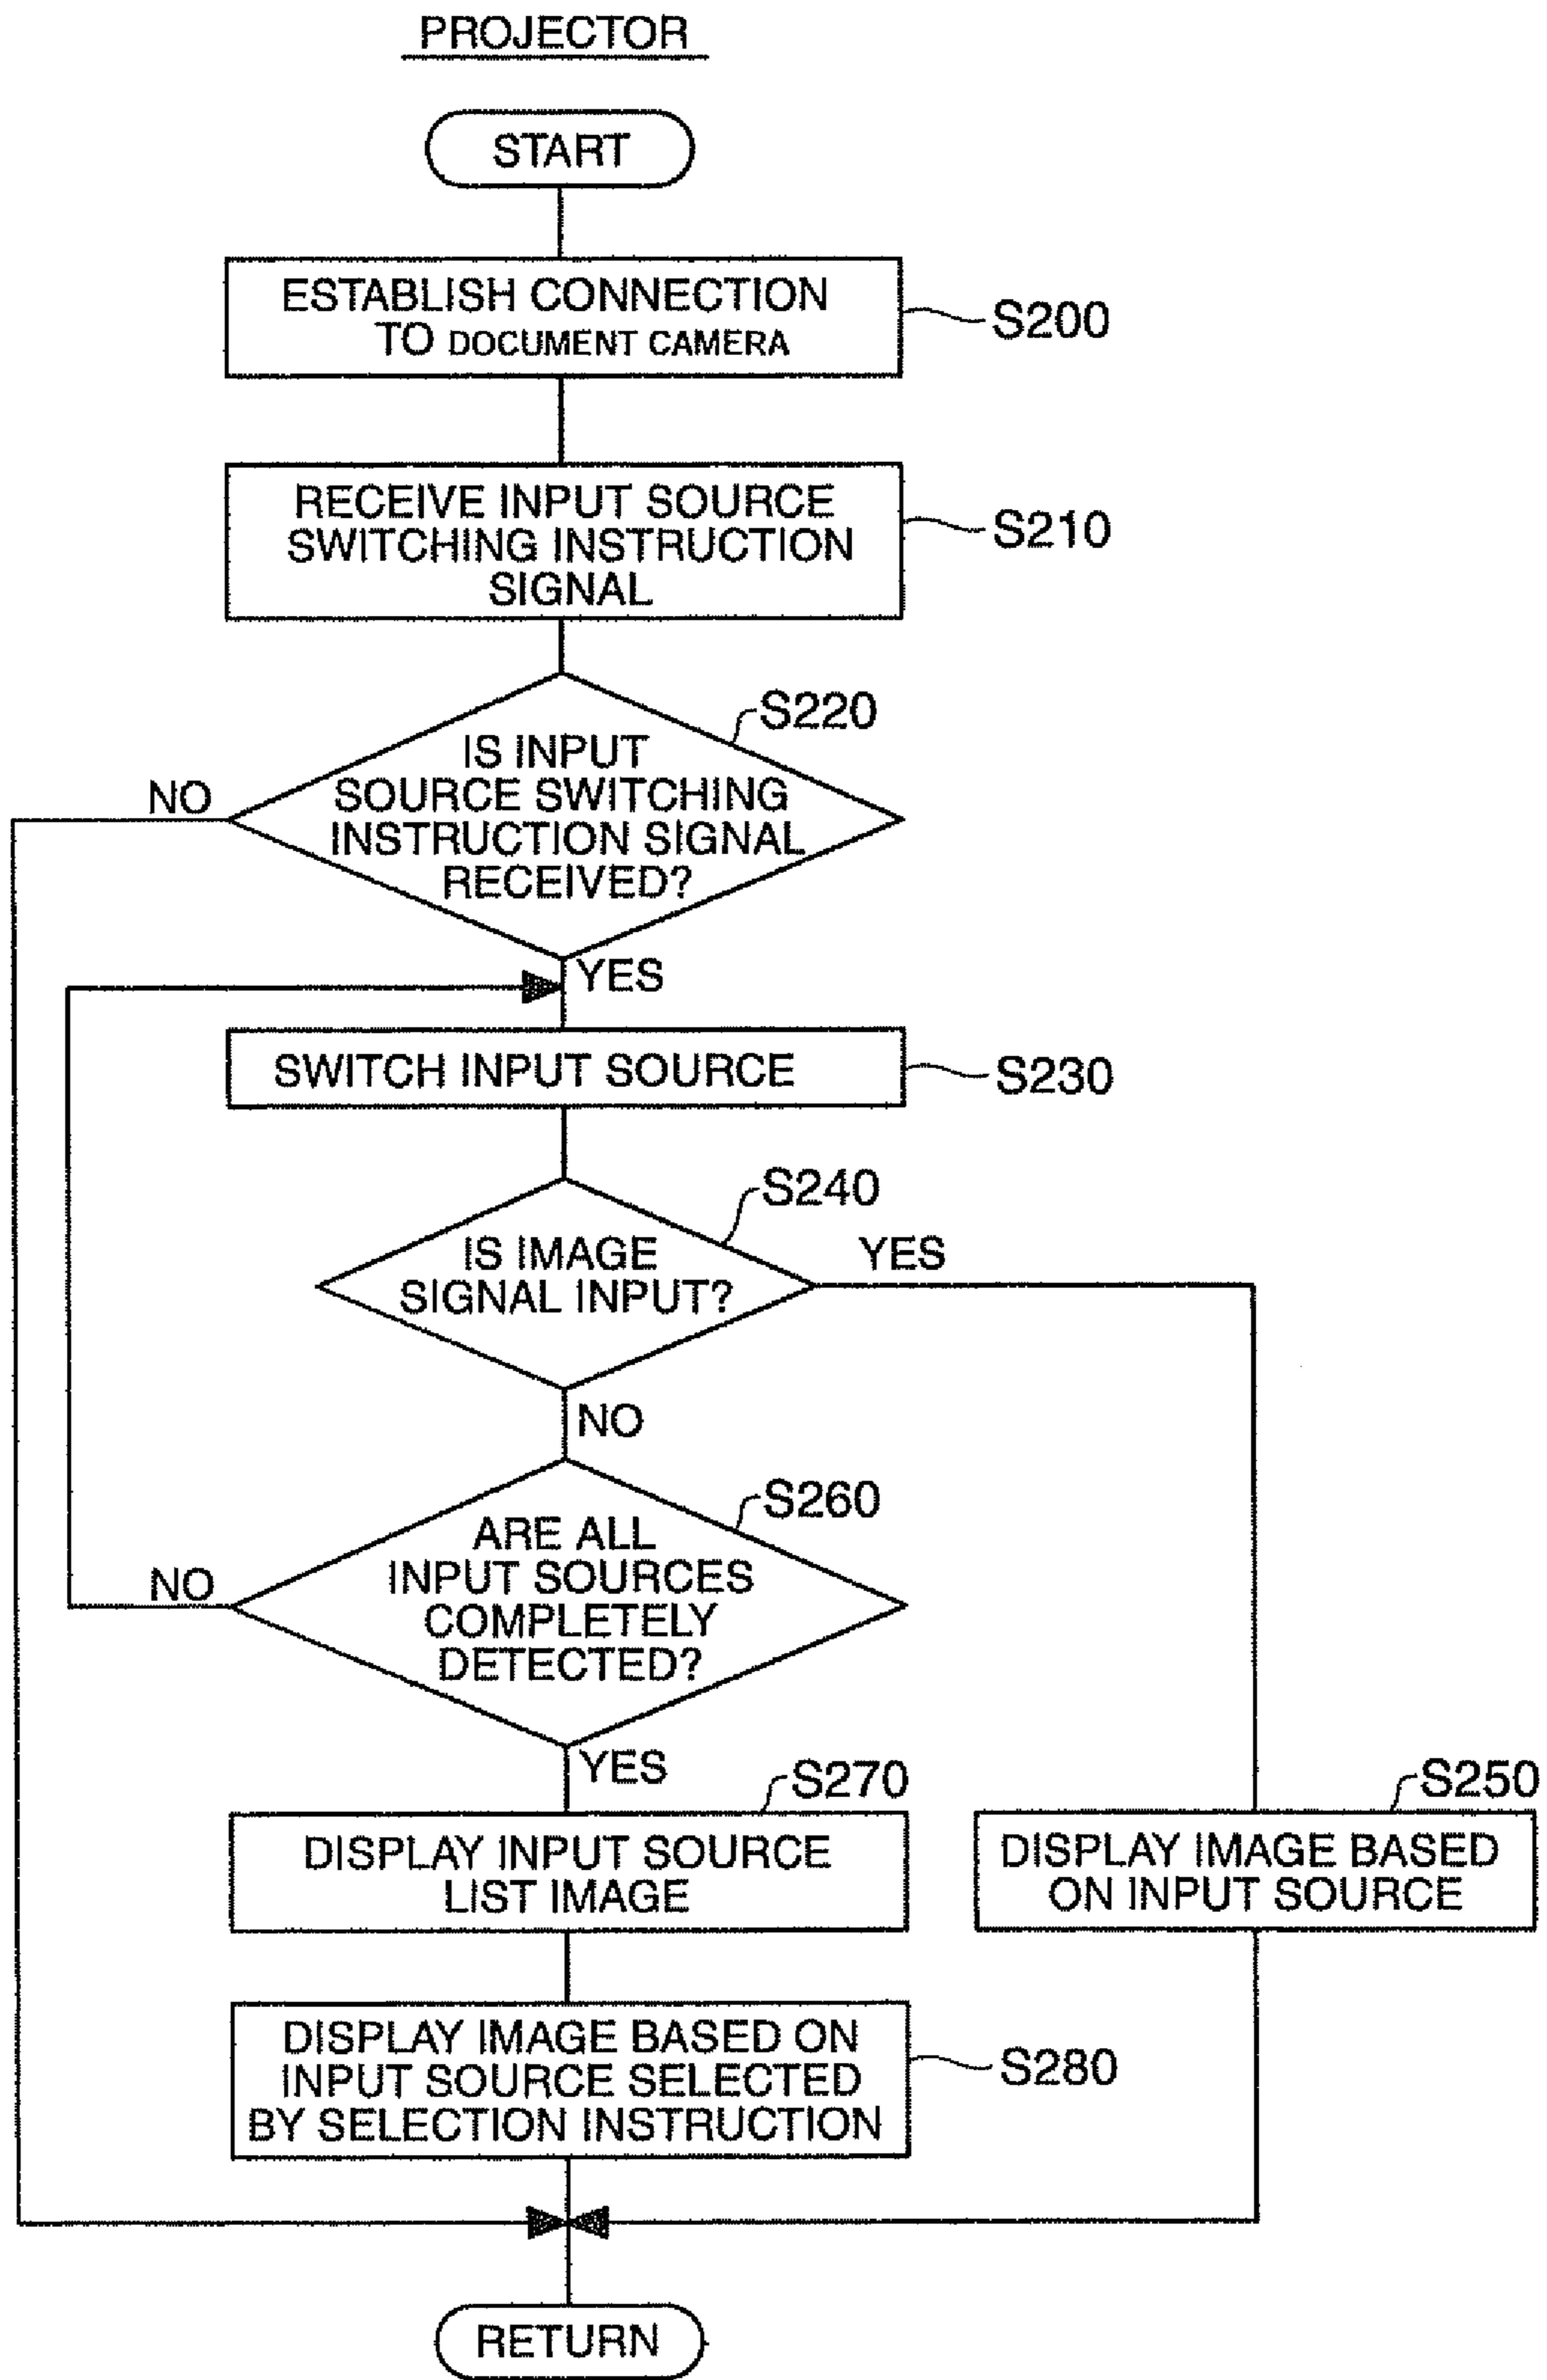 PROJECTOR
START
ESTABLISH CONNECTION
TO DOCUMENT CAMERA
S200
RECEIVE INPUT SOURCE
SWITCHING INSTRUCTION
SIGNAL
S210
S220
IS INPUT
SOURCE SWITCHING
INSTRUCTION SIGNAL
RECEIVED?
NO
YES
SWITCH INPUT SOURCE
S230
S240
IS IMAGE
SIGNAL INPUT?
YES
NO
S260
ARE ALL
INPUT SOURCES
COMPLETELY
DETECTED?
NO
YES
S270
DISPLAY INPUT SOURCE
LIST IMAGE
S250
DISPLAY IMAGE BASED
ON INPUT SOURCE
DISPLAY IMAGE BASED ON
INPUT SOURCE SELECTED
BY SELECTION INSTRUCTION
S280
RETURN